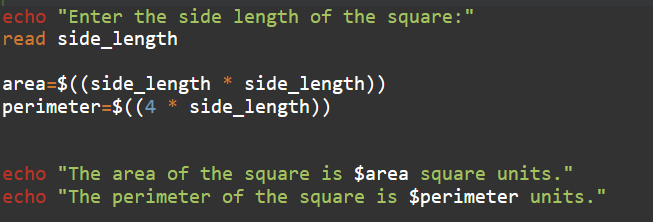 echo "Enter the side length of the square:"
read side_length
area=$((side_length * side_length))
perimeter=$((4 * side_length))
echo "The area of the square is $area square units."
echo "The perimeter of the square is $perimeter units."